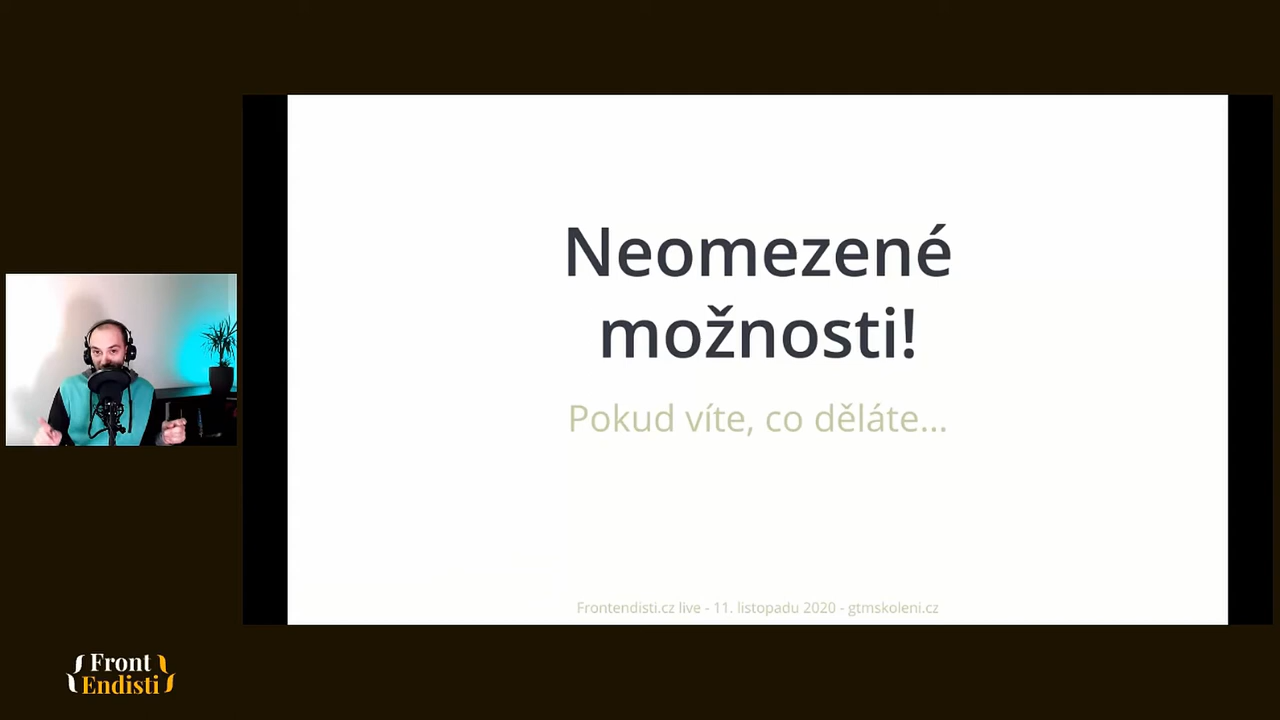 Neomezené
možnosti!
Pokud víte, co děláte...
Frontendisti.cz live - 11. listopadu 2020 - gtmskoleni.cz
{Front}
{Endisti}